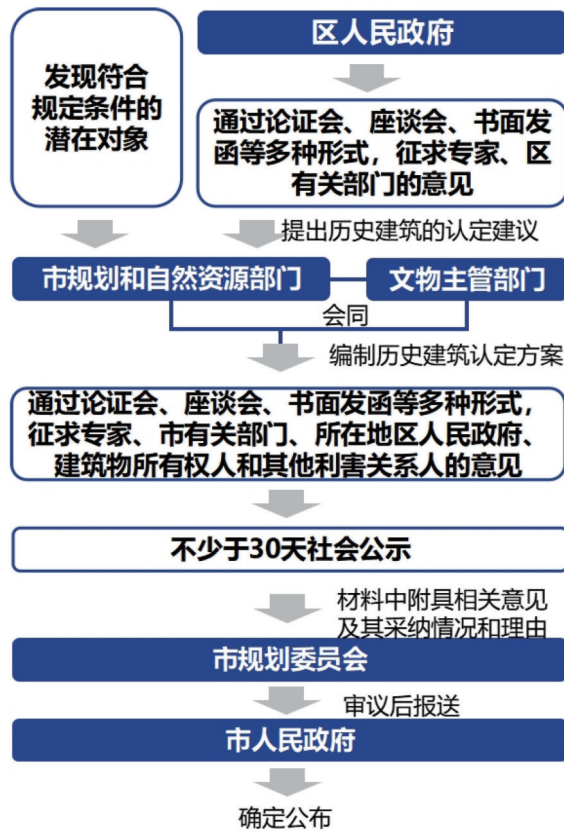 发现符合
规定条件的
潜在对象
区人民政府
通过论证会、座谈会、书面发
函等多种形式，征求专家、区
有关部门的意见
提出历史建筑的认定建议
市规划和自然资源部门
文物主管部门
会同
编制历史建筑认定方案
通过论证会、座谈会、书面发函等多种形式，
征求专家、市有关部门、所在地区人民政府、
建筑物所有权人和其他利害关系人的意见
不少于30天社会公示
材料中附具相关意见
及其采纳情况和理由
市规划委员会
审议后报送
市人民政府
确定公布